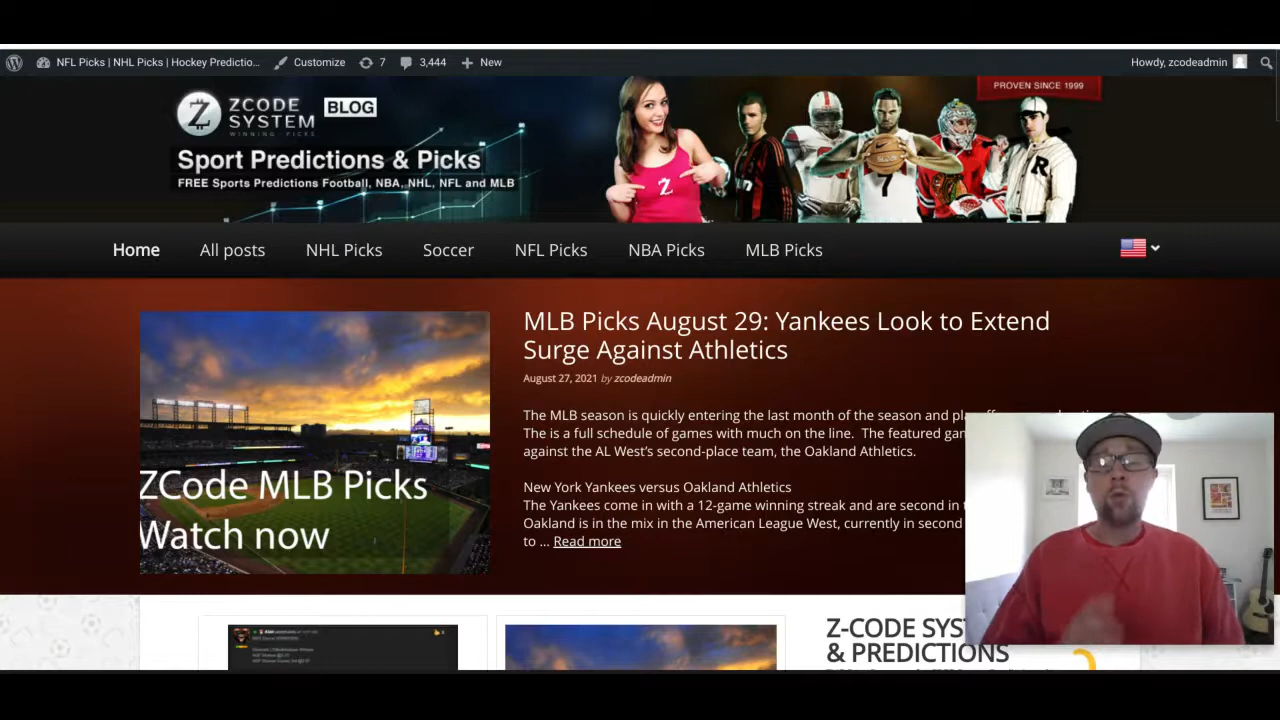 NFL Picks | NHL Picks | Hockey Predictio... Customize 7 3,444 New Howdy, zcodeadmin
PROVEN SINCE 1999
ZCODE
SYSTEM
WINNING PICKS
BLOG
Sport Predictions & Picks
FREE Sports Predictions Football, NBA, NHL, NFL and MLB
Z
7
R
Home All posts NHL Picks Soccer NFL Picks NBA Picks MLB Picks
MLB Picks August 29: Yankees Look to Extend
Surge Against Athletics
August 27, 2021 by zcodeadmin
The MLB season is quickly entering the last month of the season and
The is a full schedule of games with much on the line. The featured
against the AL West's second-place team, the Oakland Athletics.
New York Yankees versus Oakland Athletics
The Yankees come in with a 12-game winning streak and are second in
Oakland is in the mix in the American League West, currently in second
to ... Read more
ZCode MLB Picks
Watch now
Z-CODE
& PREDICTIONS